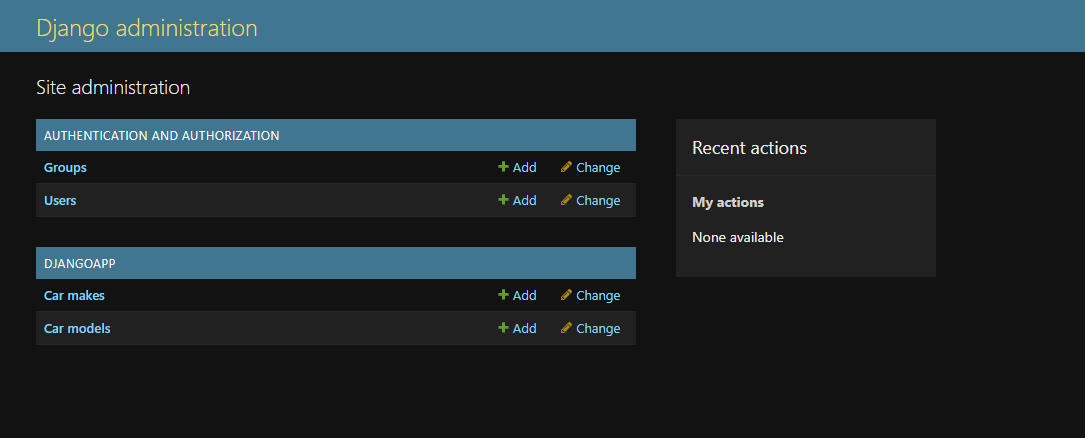 Django administration
Site administration
AUTHENTICATION AND AUTHORIZATION
Groups Add Change
Users Add Change
DJANGOAPP
Car makes Add Change
Car models Add Change
Recent actions
My actions
None available